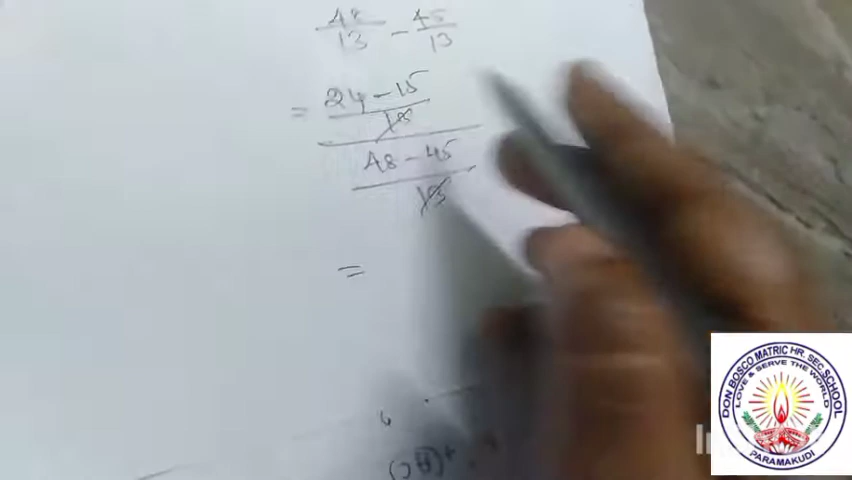 48/13 - 45/13
= 24 - 15
13
48 - 45
13
=
DON BOSCO MATRIC HR. SEC. SCHOOL
LOVE & SERVE THE WORLD
PARAMAKUDI